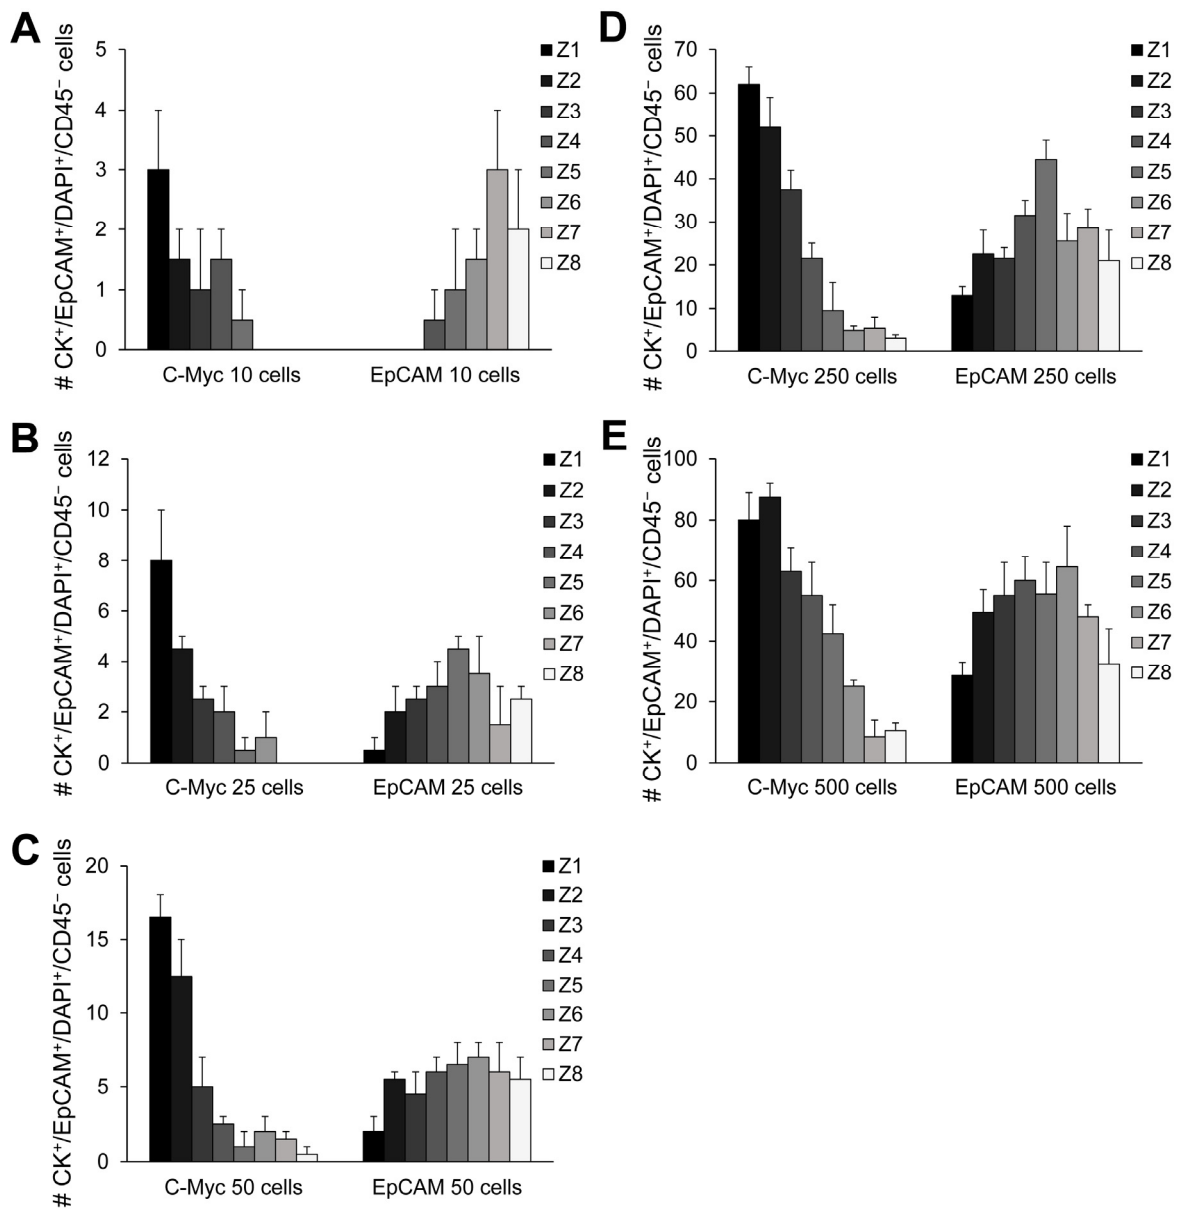 A
# CK⁺/EpCAM⁺/DAPI⁺/CD45⁻ cells
5
4
3
2
1
0
C-Myc 10 cells EpCAM 10 cells
Z1
Z2
Z3
Z4
Z5
Z6
Z7
Z8
D
# CK⁺/EpCAM⁺/DAPI⁺/CD45⁻ cells
70
60
50
40
30
20
10
0
C-Myc 250 cells EpCAM 250 cells
Z1
Z2
Z3
Z4
Z5
Z6
Z7
Z8
B
# CK⁺/EpCAM⁺/DAPI⁺/CD45⁻ cells
12
10
8
6
4
2
0
C-Myc 25 cells EpCAM 25 cells
Z1
Z2
Z3
Z4
Z5
Z6
Z7
Z8
E
# CK⁺/EpCAM⁺/DAPI⁺/CD45⁻ cells
100
80
60
40
20
0
C-Myc 500 cells EpCAM 500 cells
Z1
Z2
Z3
Z4
Z5
Z6
Z7
Z8
C
# CK⁺/EpCAM⁺/DAPI⁺/CD45⁻ cells
20
15
10
5
0
C-Myc 50 cells EpCAM 50 cells
Z1
Z2
Z3
Z4
Z5
Z6
Z7
Z8